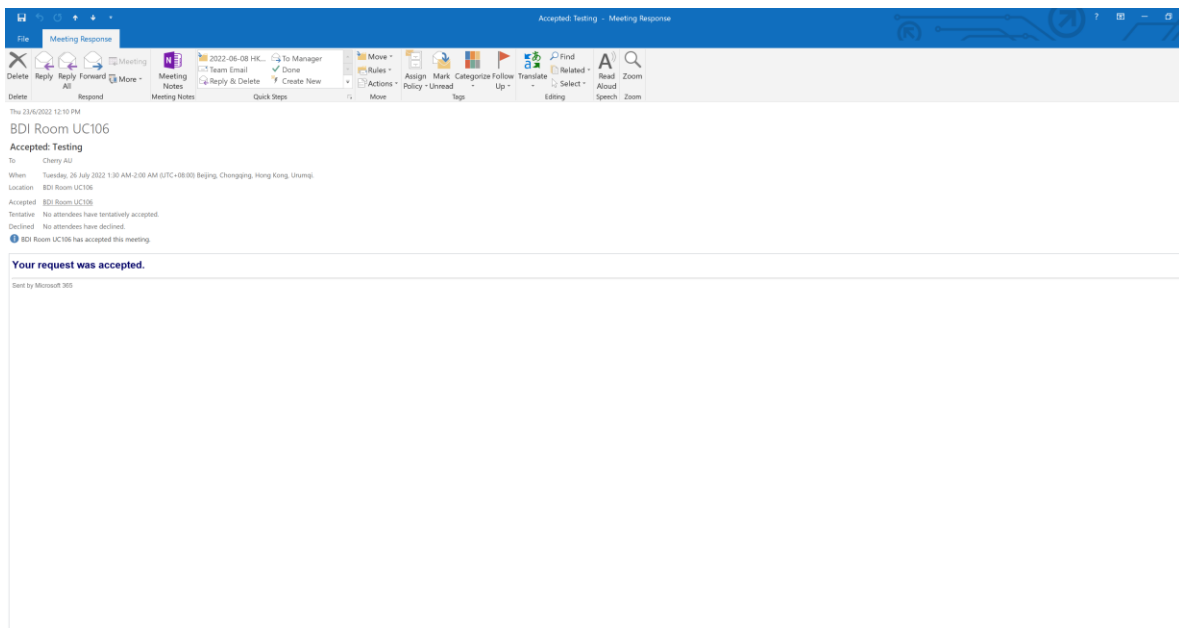 Accepted: Testing - Meeting Response
?
File Meeting Response
Delete Reply Reply All Forward Meeting More
Meeting Notes
2022-06-08 HK... To Manager
Team Email Done
Reply & Delete Create New
Move
Rules
Actions
Assign Policy Mark Unread Categorize Follow Up
Translate
Find
Related
Select
Read Aloud
Zoom
Delete Respond Meeting Notes Quick Steps Move Tags Editing Speech Zoom
Thu 23/6/2022 12:10 PM
BDI Room UC106
Accepted: Testing
To Cherry AU
When Tuesday, 26 July 2022 1:30 AM-2:00 AM (UTC+08:00) Beijing, Chongqing, Hong Kong, Urumqi.
Location BDI Room UC106
Accepted BDI Room UC106
Tentative No attendees have tentatively accepted.
Declined No attendees have declined.
BDI Room UC106 has accepted this meeting.
Your request was accepted.
Sent by Microsoft 365